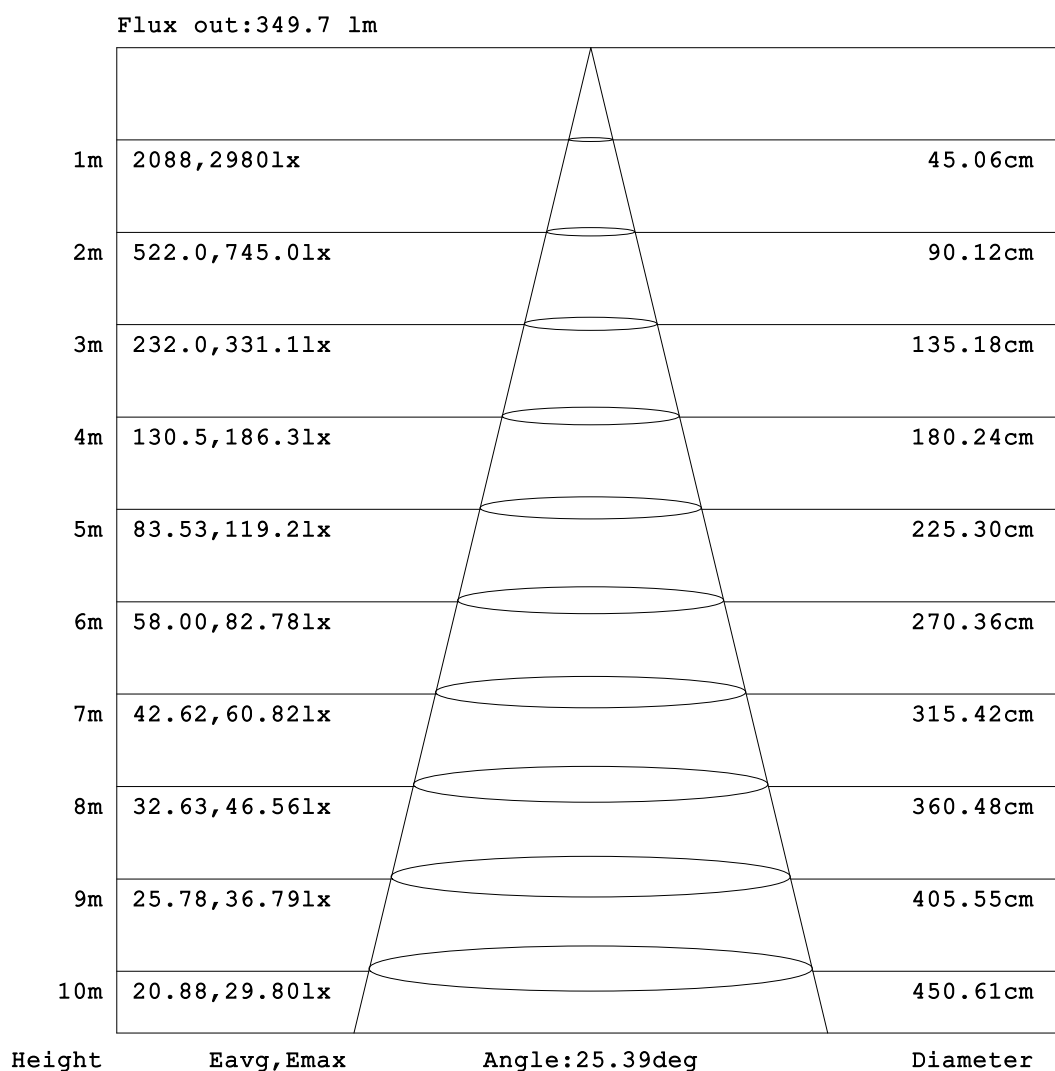 Flux out:349.7 lm
1m 2088,2980lx 45.06cm
2m 522.0,745.0lx 90.12cm
3m 232.0,331.1lx 135.18cm
4m 130.5,186.3lx 180.24cm
5m 83.53,119.2lx 225.30cm
6m 58.00,82.78lx 270.36cm
7m 42.62,60.82lx 315.42cm
8m 32.63,46.56lx 360.48cm
9m 25.78,36.79lx 405.55cm
10m 20.88,29.80lx 450.61cm
Height Eavg,Emax Angle:25.39deg Diameter